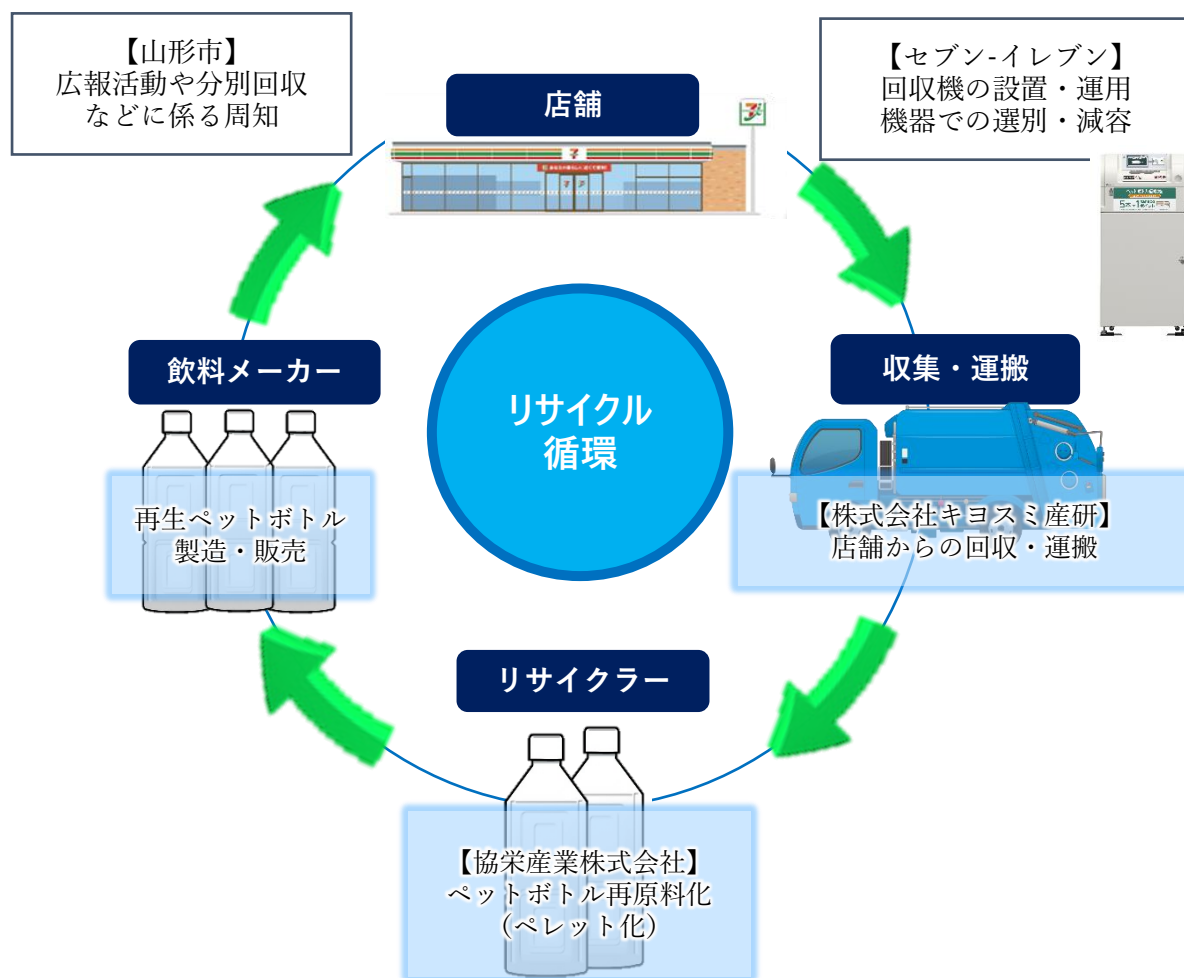 【山形市】
広報活動や分別回収
などに係る周知
【セブン-イレブン】
回収機の設置・運用
機器での選別・減容
店舗
飲料メーカー
収集・運搬
リサイクル
循環
再生ペットボトル
製造・販売
【株式会社キヨスミ産研】
店舗からの回収・運搬
リサイクラー
【協栄産業株式会社】
ペットボトル再原料化
（ペレット化）